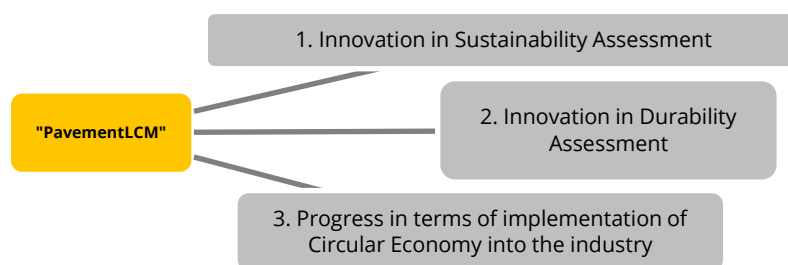 1. Innovation in Sustainability Assessment
"PavementLCM"
2. Innovation in Durability
Assessment
3. Progress in terms of implementation of
Circular Economy into the industry